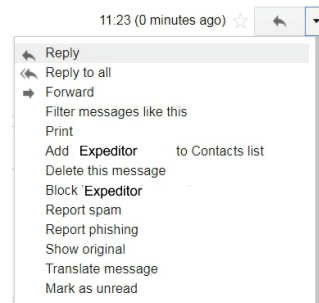 11:23 (0 minutes ago)
Reply
Reply to all
Forward
Filter messages like this
Print
Add Expeditor to Contacts list
Delete this message
Block 'Expeditor
Report spam
Report phishing
Show original
Translate message
Mark as unread